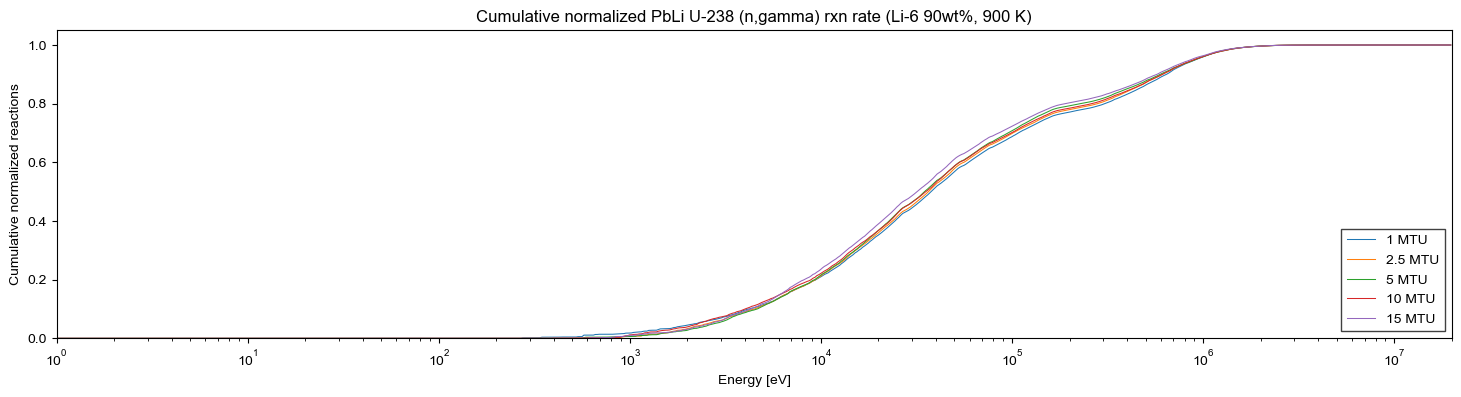 Cumulative normalized PbLi U-238 (n,gamma) rxn rate (Li-6 90wt%, 900 K)
Cumulative normalized reactions
1.0
0.8
0.6
0.4
0.2
0.0
1 MTU
2.5 MTU
5 MTU
10 MTU
15 MTU
10⁰ 10¹ 10² 10³ 10⁴ 10⁵ 10⁶ 10⁷
Energy [eV]